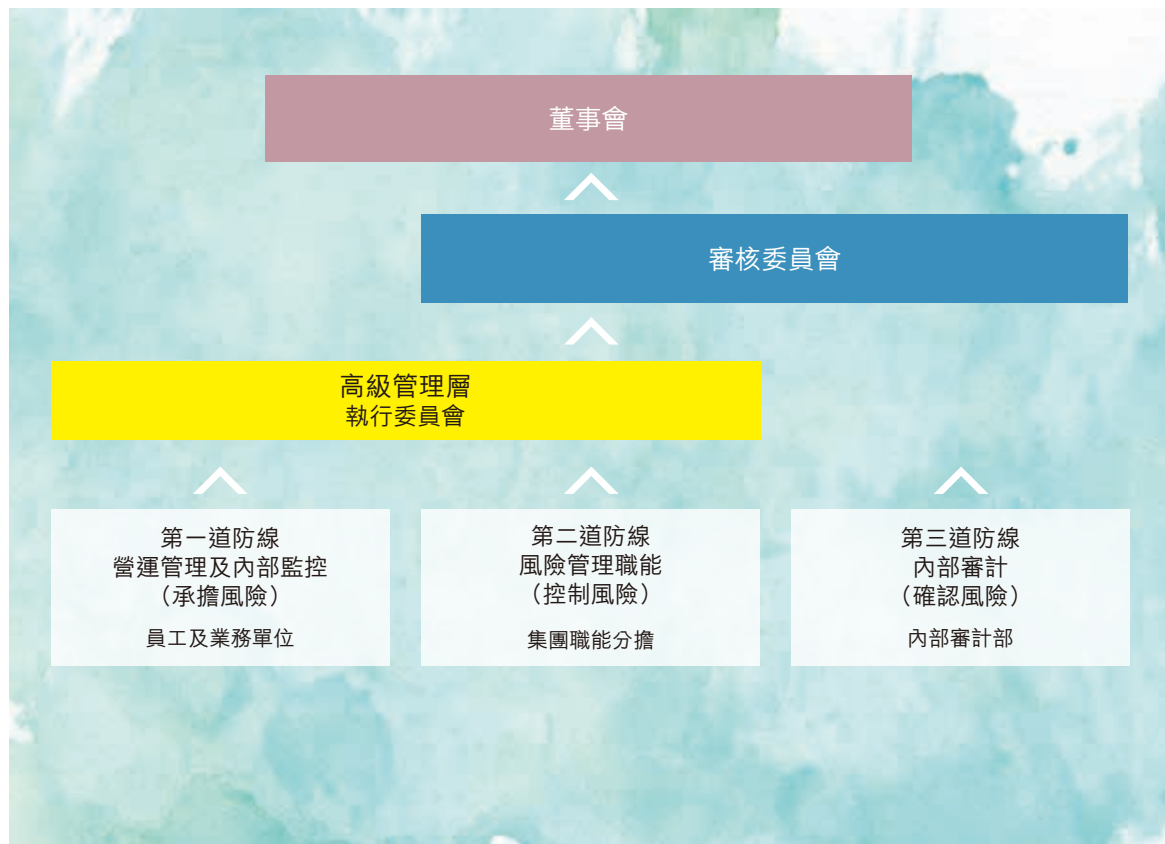 董事會
審核委員會
高級管理層
執行委員會
第一道防線
營運管理及內部監控
（承擔風險）
員工及業務單位
第二道防線
風險管理職能
（控制風險）
集團職能分擔
第三道防線
內部審計
（確認風險）
內部審計部